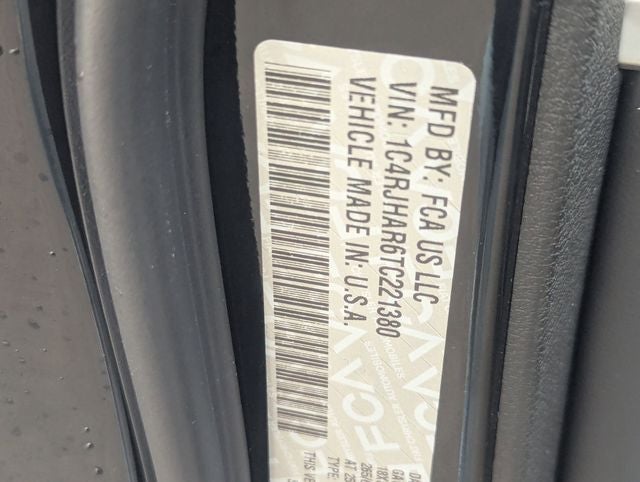 MFD BY: FCA US LLC
VIN: 1C4RJHAR6TC221380
VEHICLE MADE IN: U.S.A.